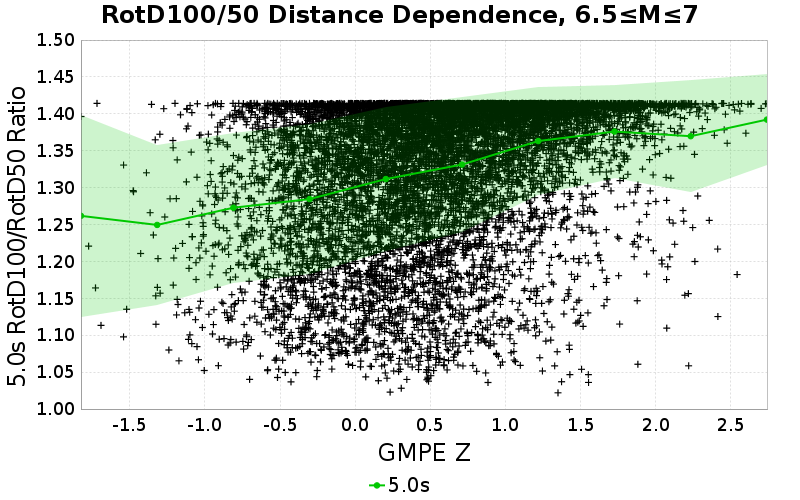 RotD100/50 Distance Dependence, 6.5≤M≤7
5.0s RotD100/RotD50 Ratio
1.50
1.45
1.40
1.35
1.30
1.25
1.20
1.15
1.10
1.05
1.00
-1.5 -1.0 -0.5 0.0 0.5 1.0 1.5 2.0 2.5
GMPE Z
5.0s